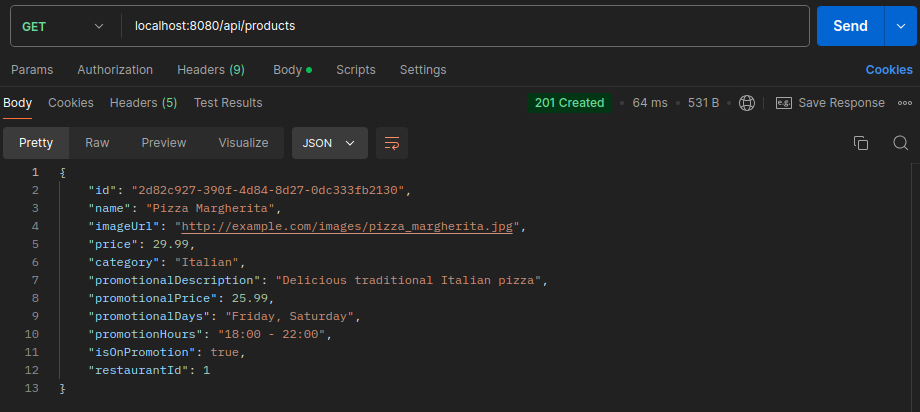 GET localhost:8080/api/products Send
Params Authorization Headers (9) Body Scripts Settings Cookies
Body Cookies Headers (5) Test Results 201 Created • 64 ms • 531 B e.g. Save Response
Pretty Raw Preview Visualize JSON
1 {
2 "id": "2d82c927-390f-4d84-8d27-0dc333fb2130",
3 "name": "Pizza Margherita",
4 "imageUrl": "http://example.com/images/pizza_margherita.jpg",
5 "price": 29.99,
6 "category": "Italian",
7 "promotionalDescription": "Delicious traditional Italian pizza",
8 "promotionalPrice": 25.99,
9 "promotionalDays": "Friday, Saturday",
10 "promotionHours": "18:00 - 22:00",
11 "isOnPromotion": true,
12 "restaurantId": 1
13 }